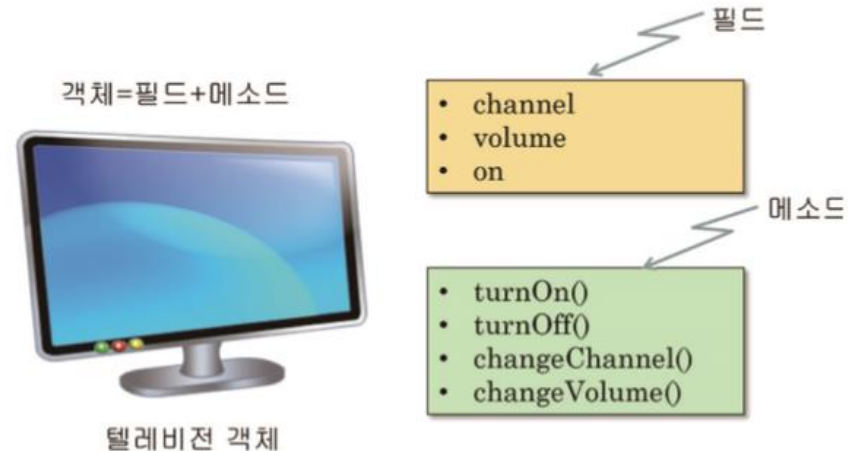 필드
객체=필드+메소드
• channel
• volume
• on
메소드
• turnOn()
• turnOff()
• changeChannel()
• changeVolume()
텔레비전 객체